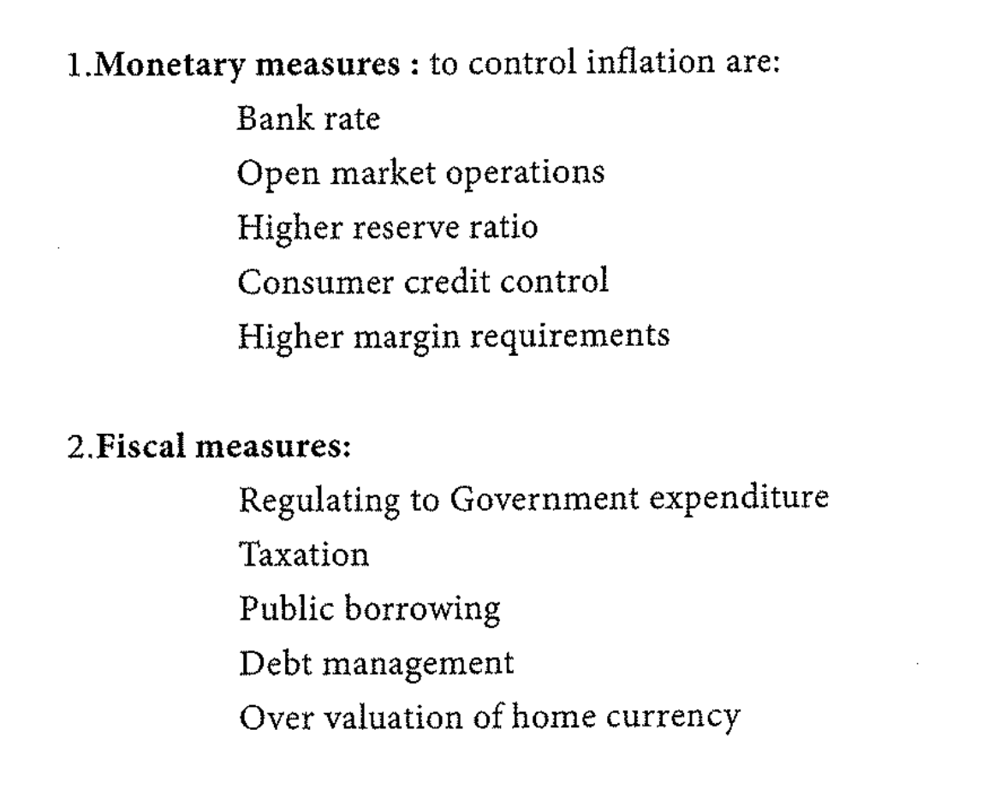 1.Monetary measures : to control inflation are:
Bank rate
Open market operations
Higher reserve ratio
Consumer credit control
Higher margin requirements
2.Fiscal measures:
Regulating to Government expenditure
Taxation
Public borrowing
Debt management
Over valuation of home currency